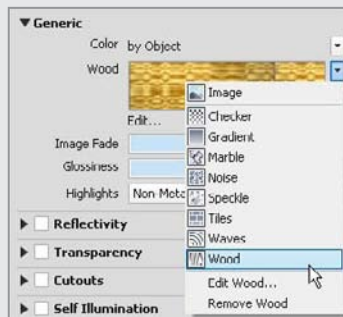 Generic
Color by Object
Wood
Edit...
Image Fade
Glossiness
Highlights Non-Meta
Reflectivity
Transparency
Cutouts
Self Illumination
Image
Checker
Gradient
Marble
Noise
Speckle
Tiles
Waves
Wood
Edit Wood...
Remove Wood